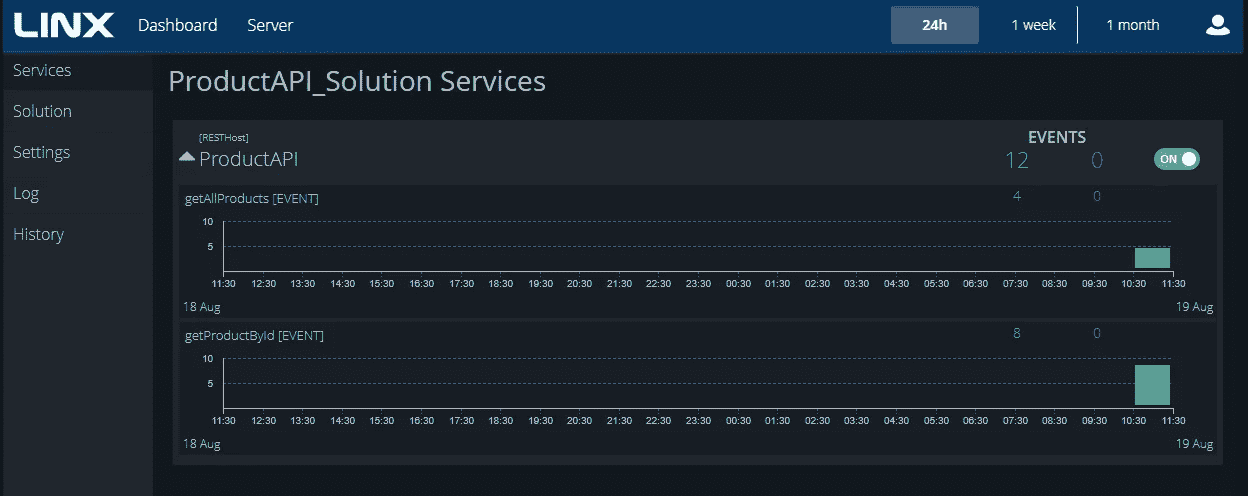 LINX Dashboard Server 24h 1 week 1 month
Services
Solution
Settings
Log
History
ProductAPI_Solution Services
[RESTHost]
ProductAPI
EVENTS
12 0
ON
getAllProducts [EVENT] 4 0
10
5
11:30 12:30 13:30 14:30 15:30 16:30 17:30 18:30 19:30 20:30 21:30 22:30 23:30 00:30 01:30 02:30 03:30 04:30 05:30 06:30 07:30 08:30 09:30 10:30 11:30
18 Aug 19 Aug
getProductById [EVENT] 8 0
10
5
11:30 12:30 13:30 14:30 15:30 16:30 17:30 18:30 19:30 20:30 21:30 22:30 23:30 00:30 01:30 02:30 03:30 04:30 05:30 06:30 07:30 08:30 09:30 10:30 11:30
18 Aug 19 Aug